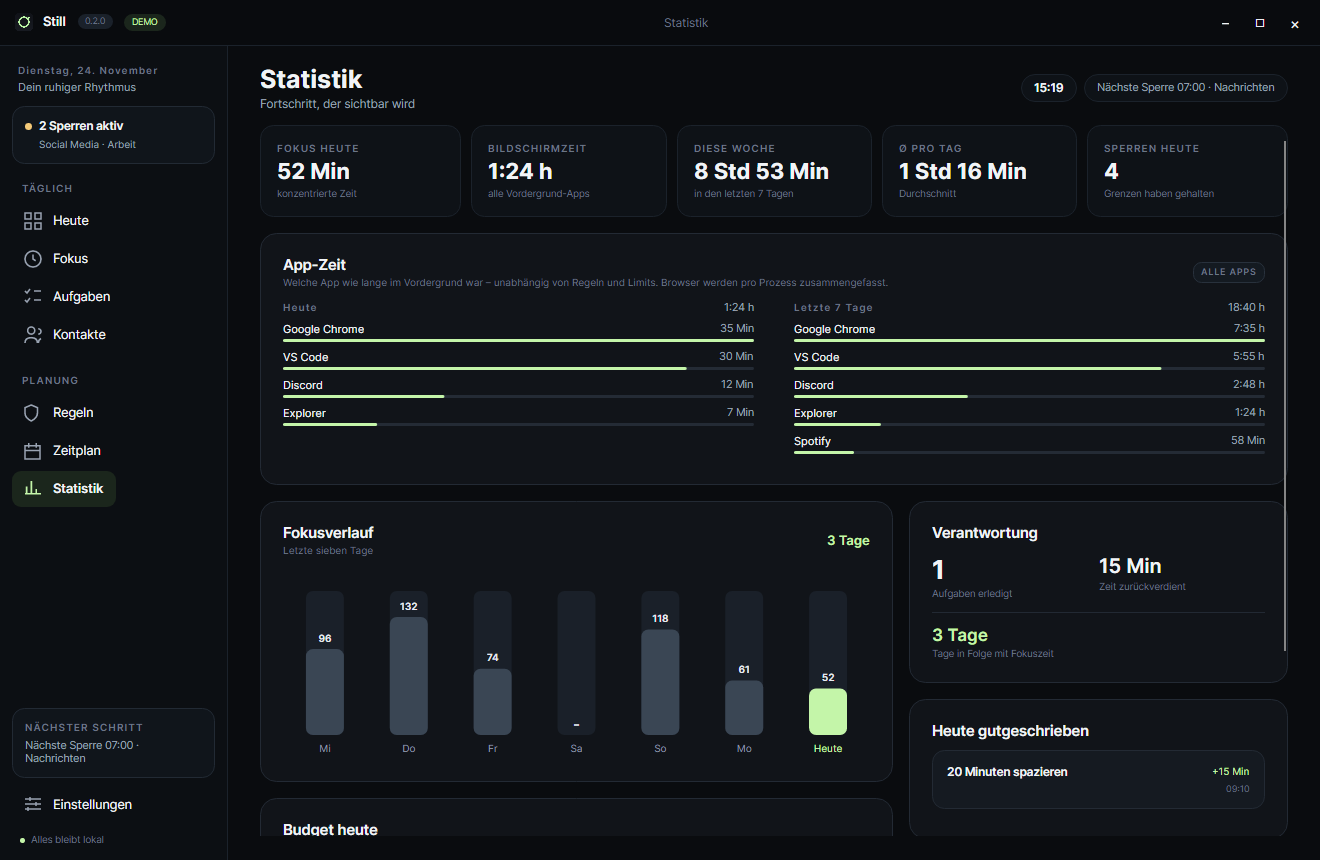 Still 0.2.0 DEMO
Statistik
Dienstag, 24. November
Dein ruhiger Rhythmus
2 Sperren aktiv
Social Media · Arbeit
TÄGLICH
Heute
Fokus
Aufgaben
Kontakte
PLANUNG
Regeln
Zeitplan
Statistik
NÄCHSTER SCHRITT
Nächste Sperre 07:00 ·
Nachrichten
Einstellungen
Alles bleibt lokal
Statistik
Fortschritt, der sichtbar wird
15:19
Nächste Sperre 07:00 · Nachrichten
FOKUS HEUTE
52 Min
konzentrierte Zeit
BILDSCHIRMZEIT
1:24 h
alle Vordergrund-Apps
DIESE WOCHE
8 Std 53 Min
in den letzten 7 Tagen
Ø PRO TAG
1 Std 16 Min
Durchschnitt
SPERREN HEUTE
4
Grenzen haben gehalten
App-Zeit
Welche App wie lange im Vordergrund war – unabhängig von Regeln und Limits. Browser werden pro Prozess zusammengefasst.
ALLE APPS
Heute 1:24 h
Google Chrome 35 Min
VS Code 30 Min
Discord 12 Min
Explorer 7 Min
Letzte 7 Tage 18:40 h
Google Chrome 7:35 h
VS Code 5:55 h
Discord 2:48 h
Explorer 1:24 h
Spotify 58 Min
Fokusverlauf
Letzte sieben Tage
3 Tage
96 132 74 – 118 61 52
Mi Do Fr Sa So Mo Heute
Budget heute
Verantwortung
1
Aufgaben erledigt
15 Min
Zeit zurückverdient
3 Tage
Tage in Folge mit Fokuszeit
Heute gutgeschrieben
20 Minuten spazieren +15 Min
09:10